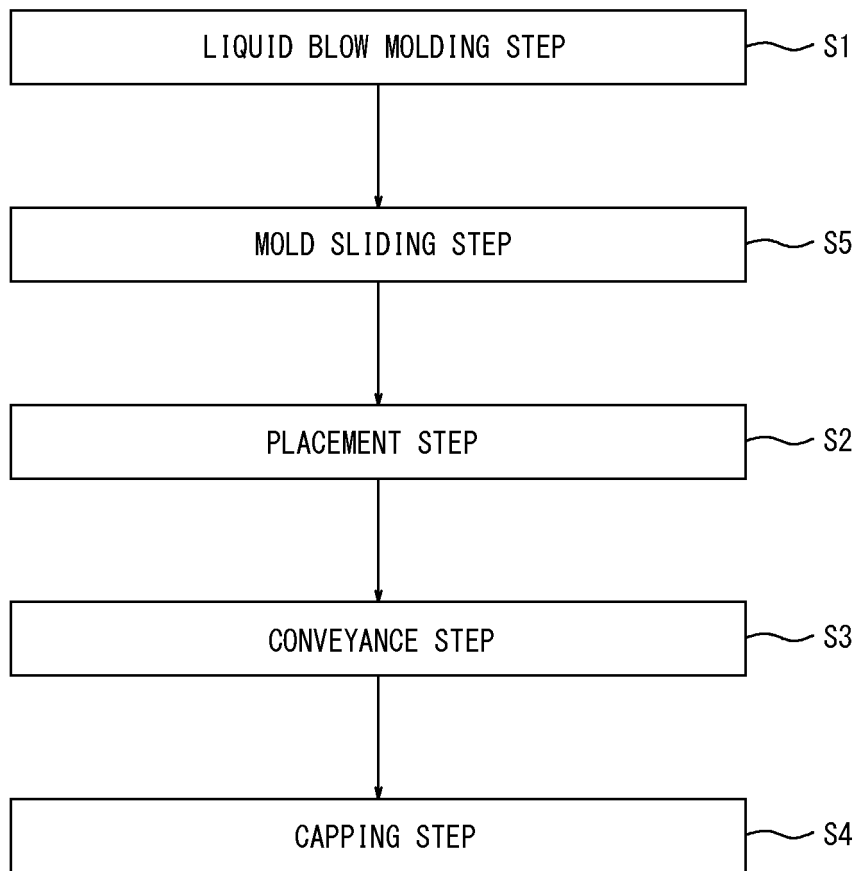 LIQUID BLOW MOLDING STEP S1
MOLD SLIDING STEP S5
PLACEMENT STEP S2
CONVEYANCE STEP S3
CAPPING STEP S4